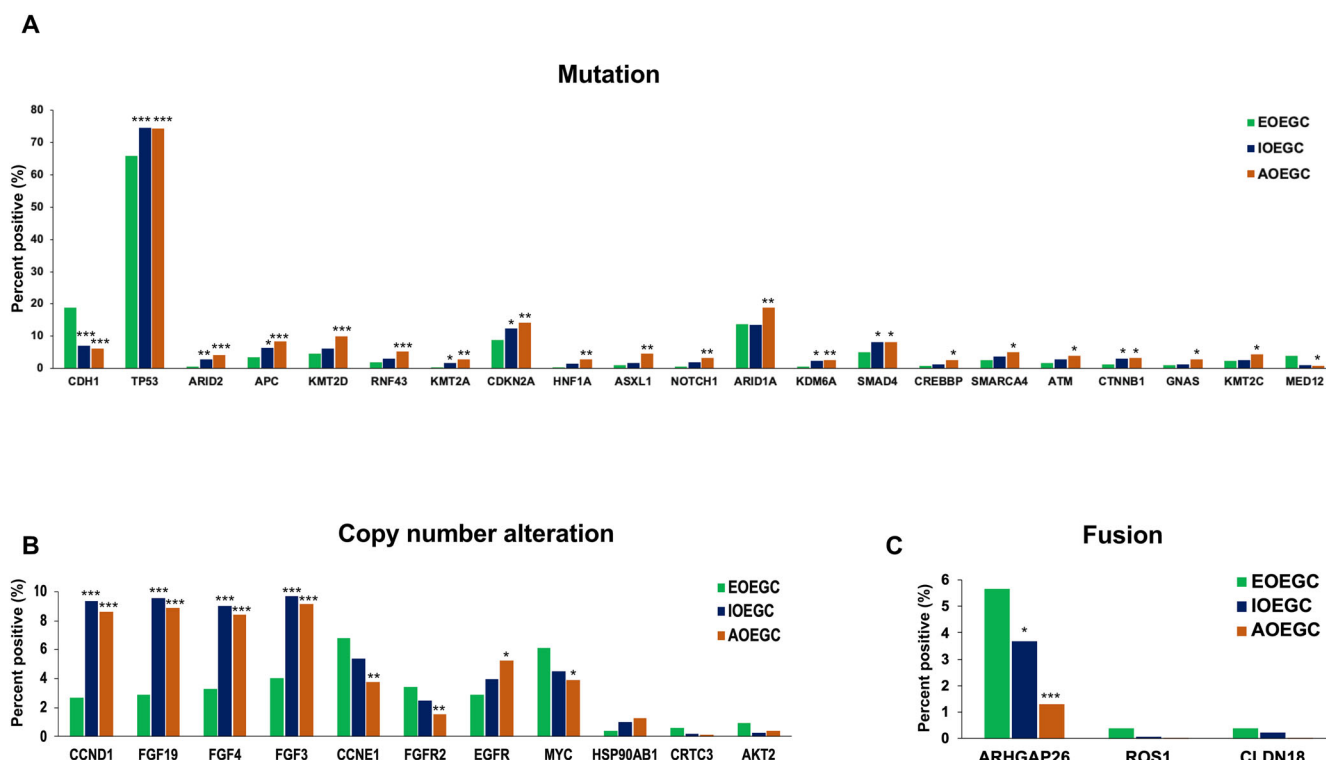 A
Mutation
Percent positive (%)
80
70
60
50
40
30
20
10
0
*** ***
*** ***
** ***
* ***
***
***
* **
* **
**
**
**
**
* **
* *
*
*
*
* *
*
*
*
EOEGC
IOEGC
AOEGC
CDH1 TP53 ARID2 APC KMT2D RNF43 KMT2A CDKN2A HNF1A ASXL1 NOTCH1 ARID1A KDM6A SMAD4 CREBBP SMARCA4 ATM CTNNB1 GNAS KMT2C MED12
B
Copy number alteration
Percent positive (%)
10
8
6
4
2
0
*** ***
*** ***
*** ***
*** ***
**
**
*
*
EOEGC
IOEGC
AOEGC
CCND1 FGF19 FGF4 FGF3 CCNE1 FGFR2 EGFR MYC HSP90AB1 CRTC3 AKT2
C
Fusion
Percent positive (%)
6
5
4
3
2
1
0
*
***
EOEGC
IOEGC
AOEGC
ARHGAP26 ROS1 CLDN18